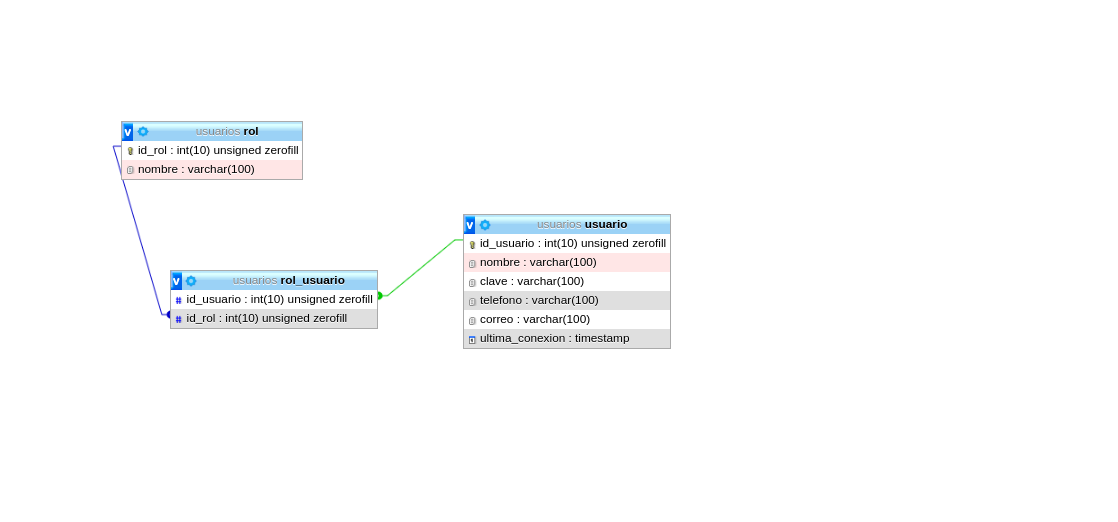 v usuarios rol
id_rol : int(10) unsigned zerofill
nombre : varchar(100)
v usuarios usuario
id_usuario : int(10) unsigned zerofill
nombre : varchar(100)
clave : varchar(100)
telefono : varchar(100)
correo : varchar(100)
ultima_conexion : timestamp
v usuarios rol_usuario
# id_usuario : int(10) unsigned zerofill
# id_rol : int(10) unsigned zerofill